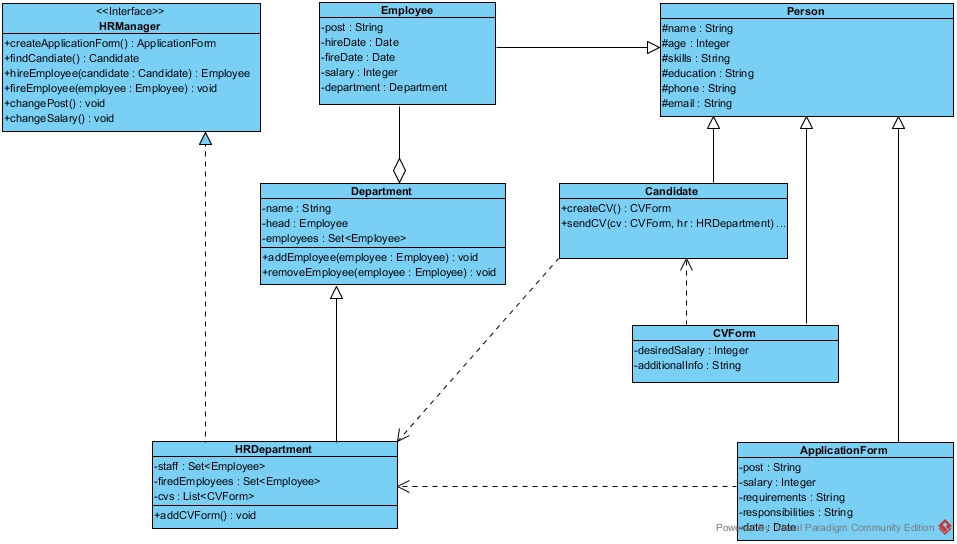 <<Interface>>
HRManager
+createApplicationForm() : ApplicationForm
+findCandiate() : Candidate
+hireEmployee(candidate : Candidate) : Employee
+fireEmployee(employee : Employee) : void
+changePost() : void
+changeSalary() : void
Employee
-post : String
-hireDate : Date
-fireDate : Date
-salary : Integer
-department : Department
Person
#name : String
#age : Integer
#skills : String
#education : String
#phone : String
#email : String
Department
-name : String
-head : Employee
-employees : Set<Employee>
+addEmployee(employee : Employee) : void
+removeEmployee(employee : Employee) : void
Candidate
+createCV() : CVForm
+sendCV(cv : CVForm, hr : HRDepartment) ...
CVForm
-desiredSalary : Integer
-additionalInfo : String
HRDepartment
-staff : Set<Employee>
-firedEmployees : Set<Employee>
-cvs : List<CVForm>
+addCVForm() : void
ApplicationForm
-post : String
-salary : Integer
-requirements : String
-responsibilities : String
-date : Date
Powered By Visual Paradigm Community Edition